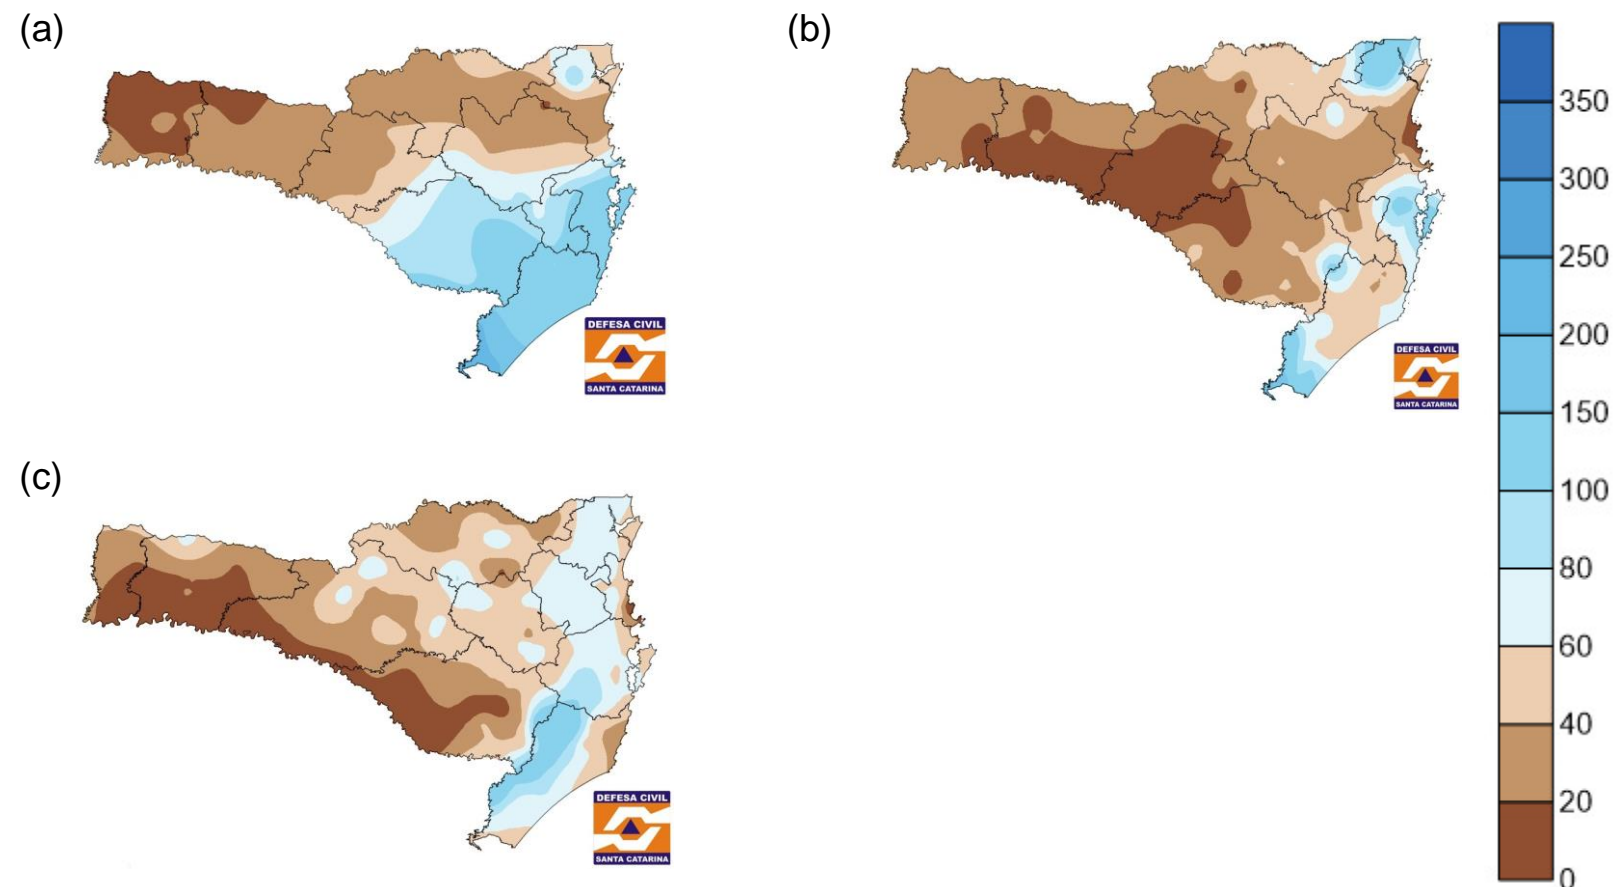 (a)
(b)
DEFESA CIVIL
SANTA CATARINA
DEFESA CIVIL
SANTA CATARINA
(c)
DEFESA CIVIL
SANTA CATARINA
350
300
250
200
150
100
80
60
40
20
0